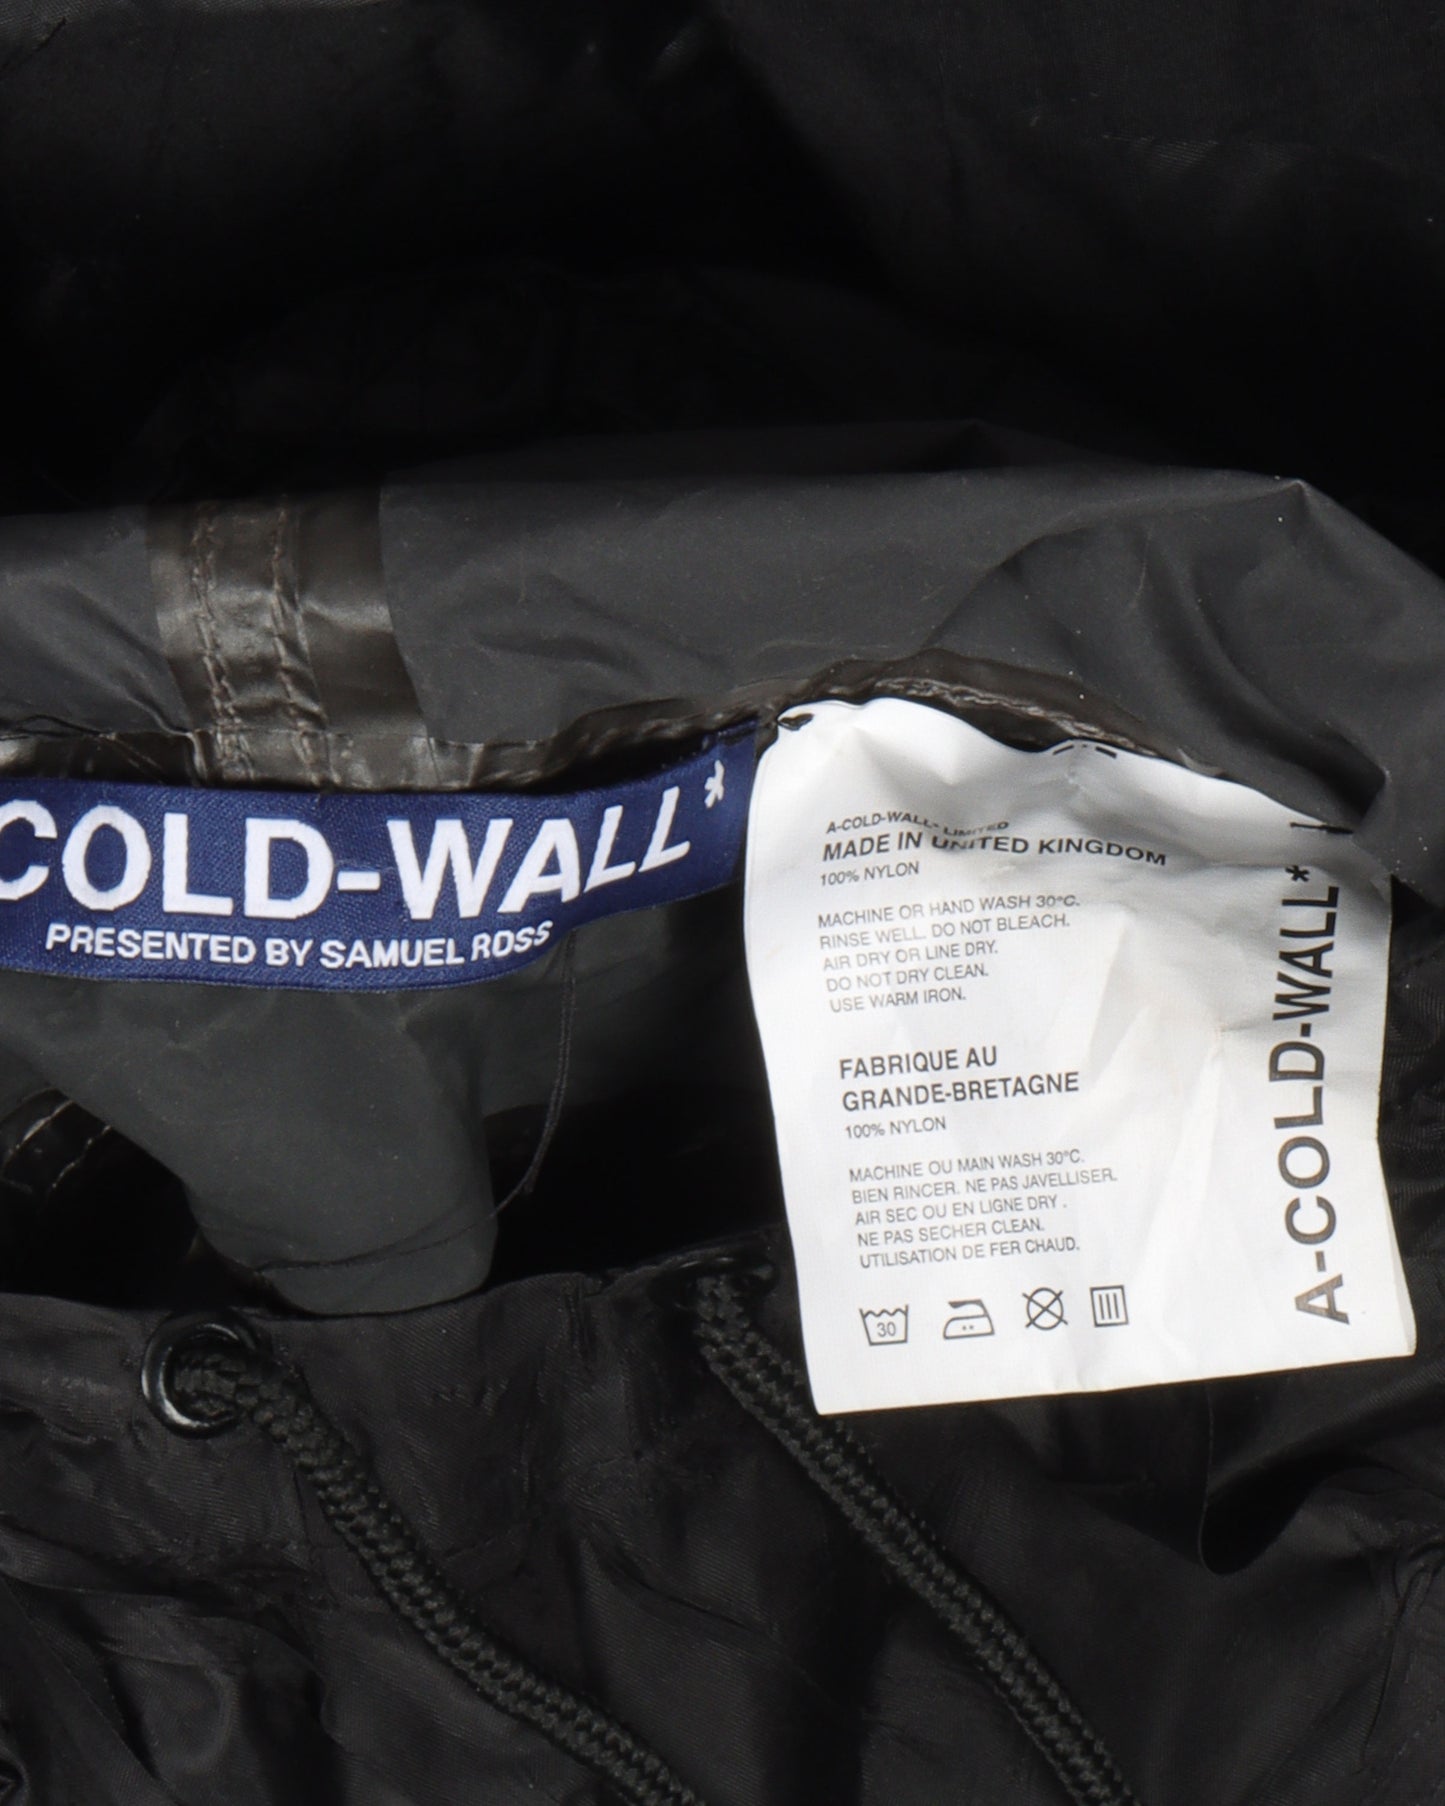 COLD-WALL*
PRESENTED BY SAMUEL ROSS
A-COLD-WALL* LIMITED
MADE IN UNITED KINGDOM
100% NYLON
MACHINE OR HAND WASH 30°C.
RINSE WELL. DO NOT BLEACH.
AIR DRY OR LINE DRY.
DO NOT DRY CLEAN.
USE WARM IRON.
FABRIQUE AU
GRANDE-BRETAGNE
100% NYLON
MACHINE OU MAIN WASH 30°C.
BIEN RINCER. NE PAS JAVELLISER.
AIR SEC OU EN LIGNE DRY .
NE PAS SECHER CLEAN.
UTILISATION DE FER CHAUD.
30
A-COLD-WALL*